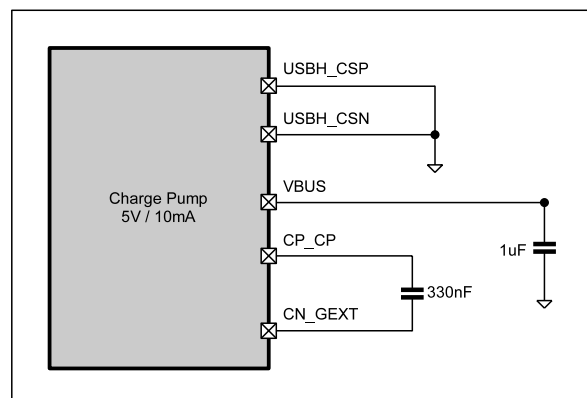 USBH_CSP
USBH_CSN
VBUS
Charge Pump
5V / 10mA
CP_CP
1uF
330nF
CN_GEXT